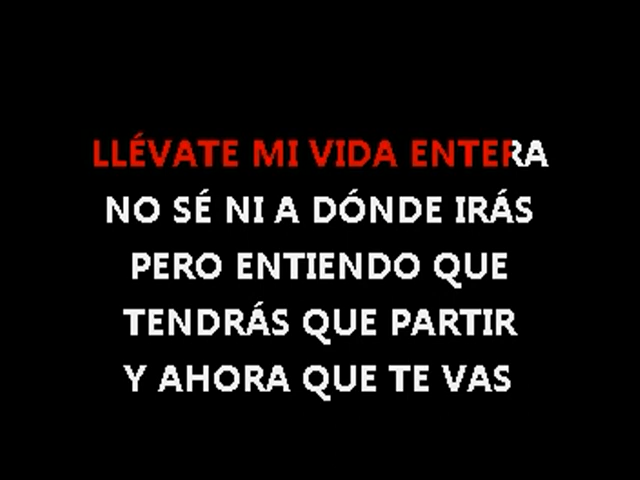 LLÉVATE MI VIDA ENTERA
NO SÉ NI A DÓNDE IRÁS
PERO ENTIENDO QUE
TENDRÁS QUE PARTIR
Y AHORA QUE TE VAS